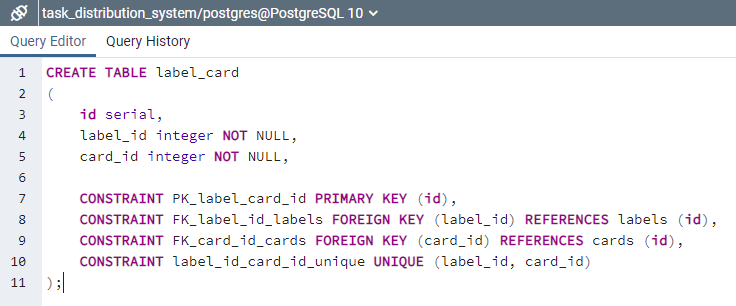 task_distribution_system/postgres@PostgreSQL 10
Query Editor Query History
1 CREATE TABLE label_card
2 (
3 id serial,
4 label_id integer NOT NULL,
5 card_id integer NOT NULL,
6
7 CONSTRAINT PK_label_card_id PRIMARY KEY (id),
8 CONSTRAINT FK_label_id_labels FOREIGN KEY (label_id) REFERENCES labels (id),
9 CONSTRAINT FK_card_id_cards FOREIGN KEY (card_id) REFERENCES cards (id),
10 CONSTRAINT label_id_card_id_unique UNIQUE (label_id, card_id)
11 );